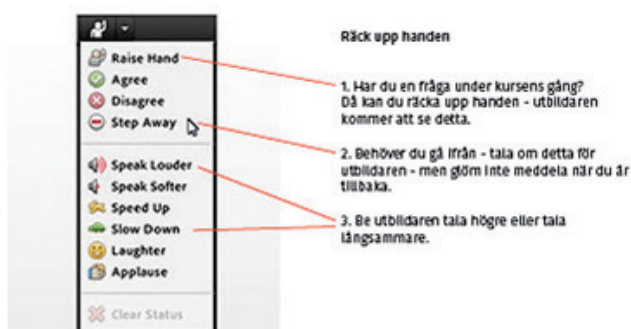 Raise Hand
Agree
Disagree
Step Away
Speak Louder
Speak Softer
Speed Up
Slow Down
Laughter
Applause
Clear Status
Räck upp handen
1. Har du en fråga under kursens gång?
Då kan du räcka upp handen - utbildaren
kommer att se detta.
2. Behöver du gå ifrån - tala om detta för
utbildaren - men glöm inte meddela när du är
tillbaka.
3. Be utbildaren tala högre eller tala
långsammare.